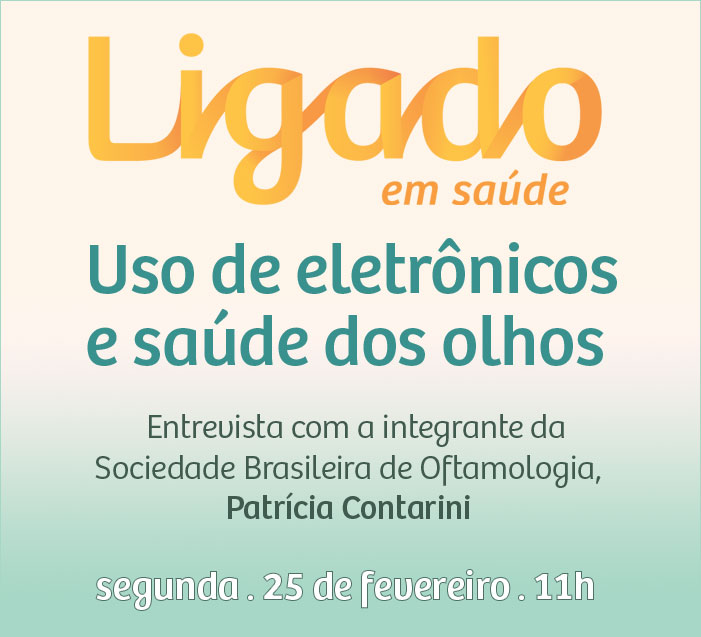 Ligado
em saúde
Uso de eletrônicos
e saúde dos olhos
Entrevista com a integrante da
Sociedade Brasileira de Oftamologia,
Patrícia Contarini
segunda . 25 de fevereiro . 11h